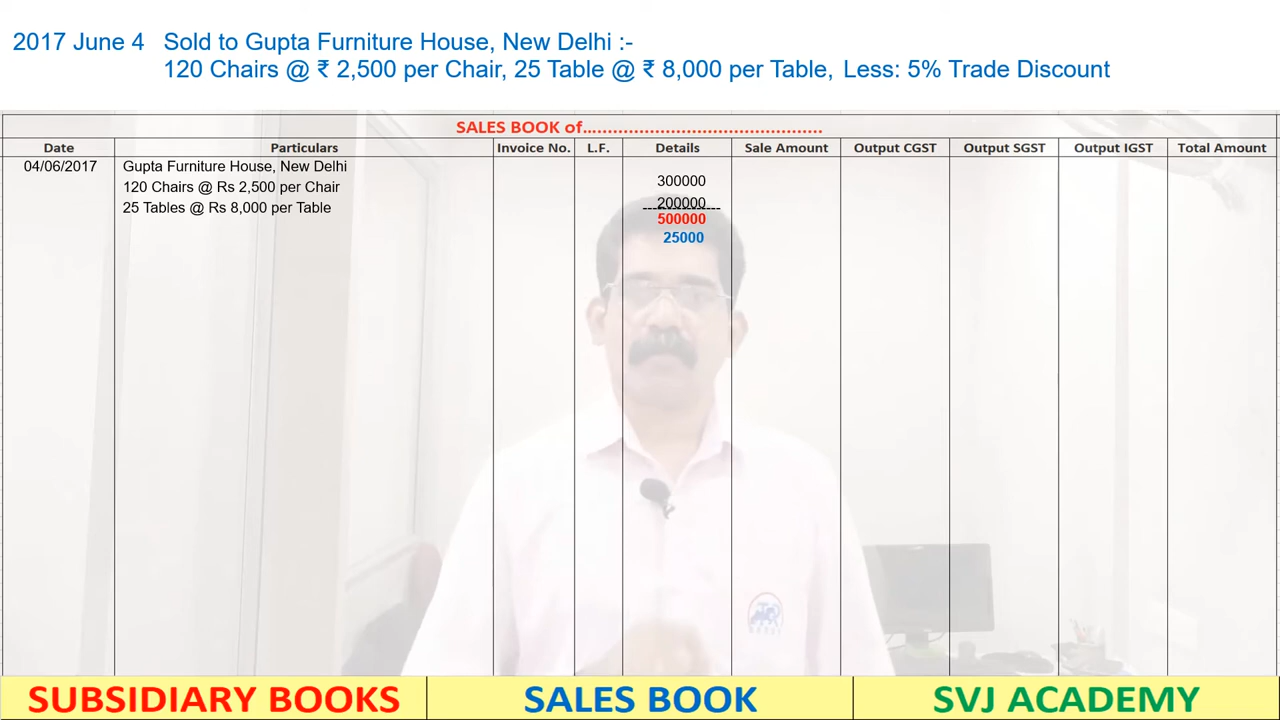 2017 June 4 Sold to Gupta Furniture House, New Delhi :-
120 Chairs @ ₹ 2,500 per Chair, 25 Table @ ₹ 8,000 per Table, Less: 5% Trade Discount
SALES BOOK of................................................
Date Particulars Invoice No. L.F. Details Sale Amount Output CGST Output SGST Output IGST Total Amount
04/06/2017 Gupta Furniture House, New Delhi
120 Chairs @ Rs 2,500 per Chair 300000
25 Tables @ Rs 8,000 per Table 200000
500000
25000
SUBSIDIARY BOOKS SALES BOOK SVJ ACADEMY